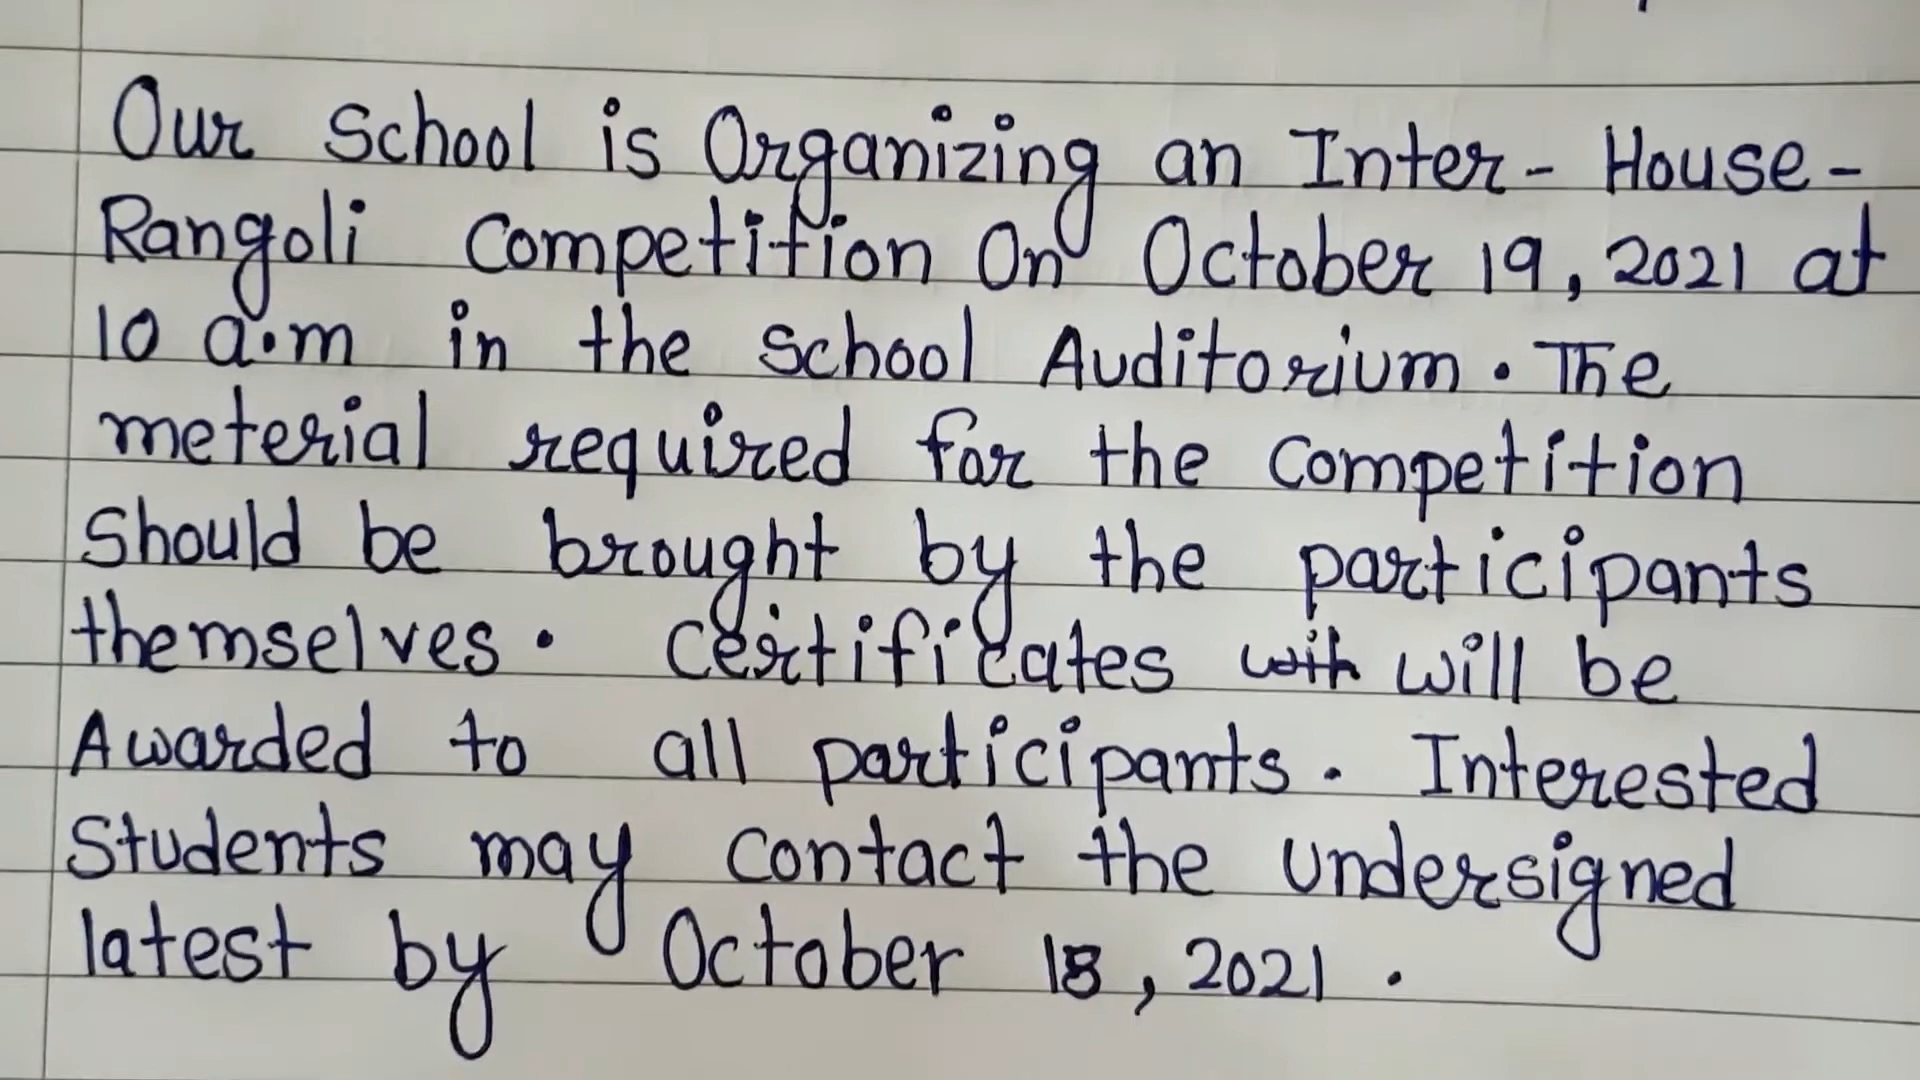 Our School is Organizing an Inter - House -
Rangoli Competition On October 19, 2021 at
10 a.m in the School Auditorium. The
meterial required for the Competition
Should be brought by the participants
themselves. Certificates with will be
Awarded to all participants. Interested
Students may contact the undersigned
latest by October 18, 2021.